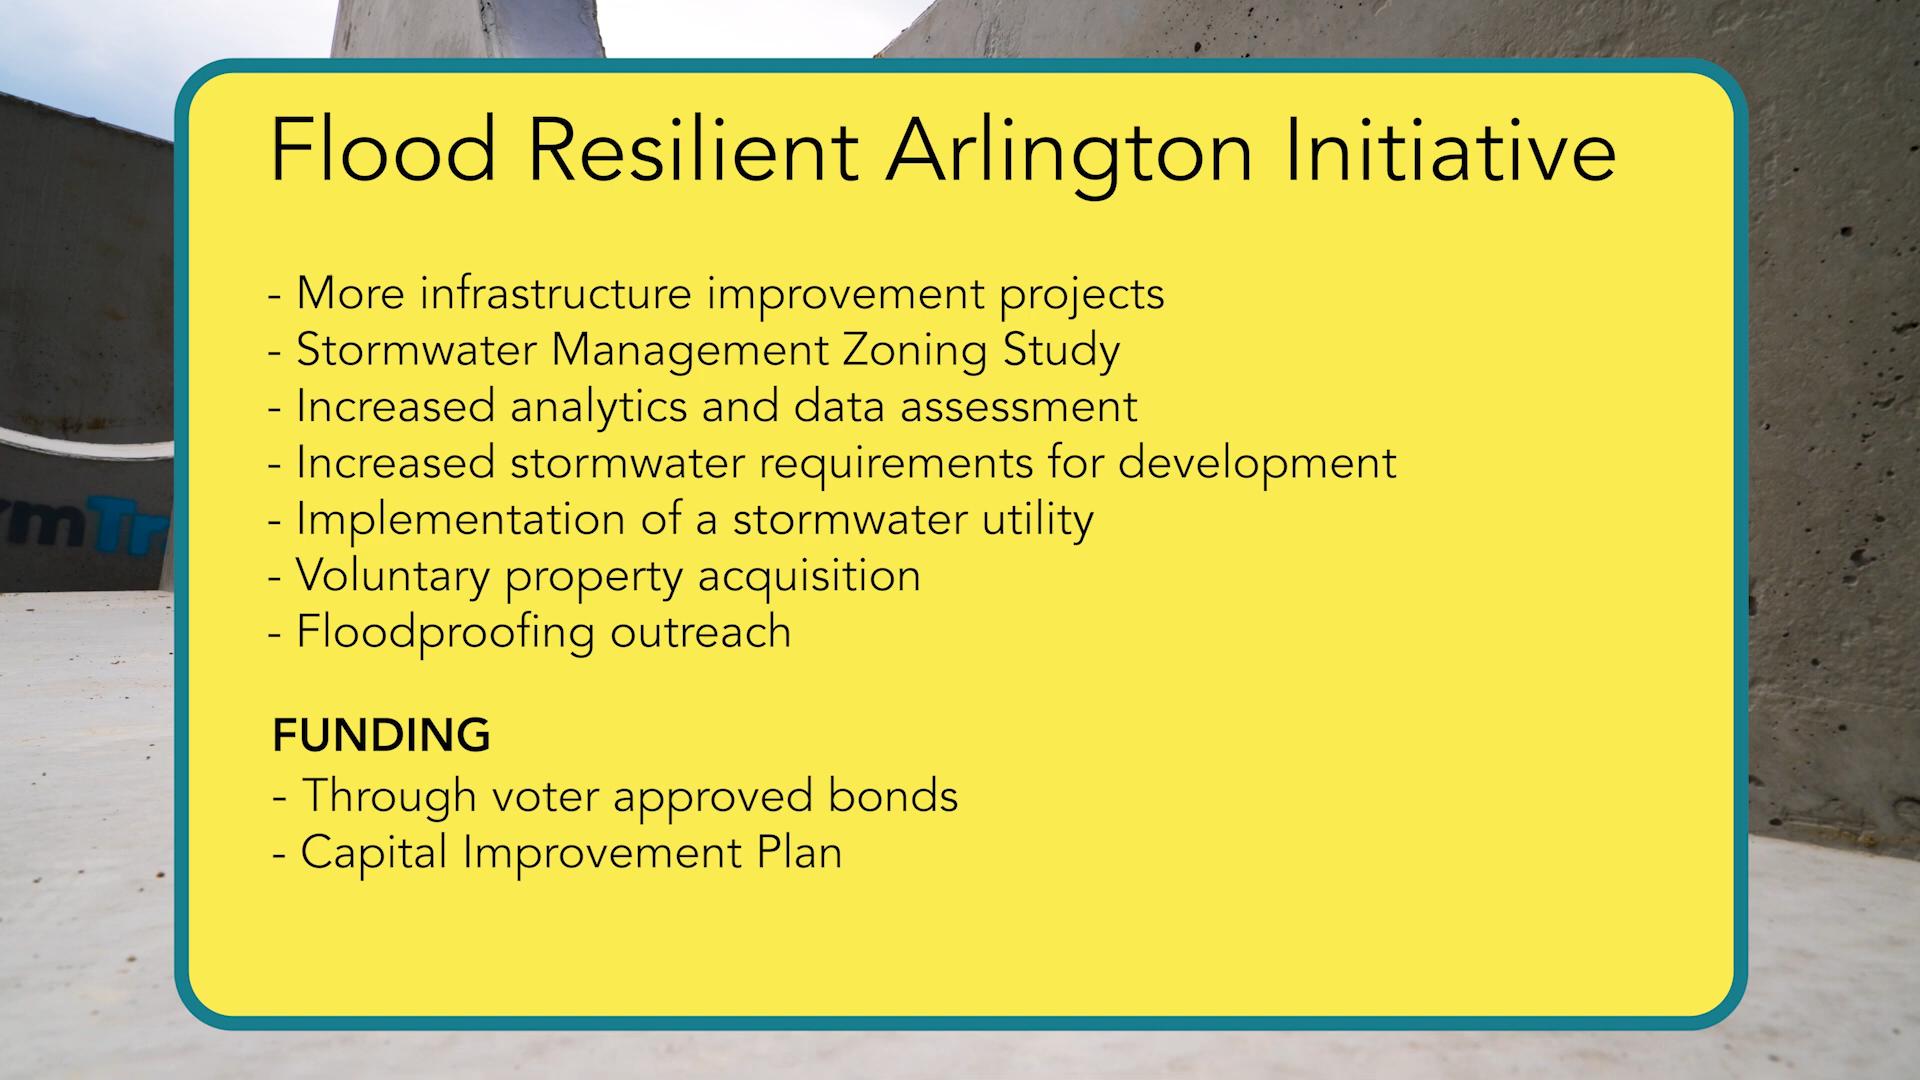 Flood Resilient Arlington Initiative
- More infrastructure improvement projects
- Stormwater Management Zoning Study
- Increased analytics and data assessment
- Increased stormwater requirements for development
- Implementation of a stormwater utility
- Voluntary property acquisition
- Floodproofing outreach
FUNDING
- Through voter approved bonds
- Capital Improvement Plan